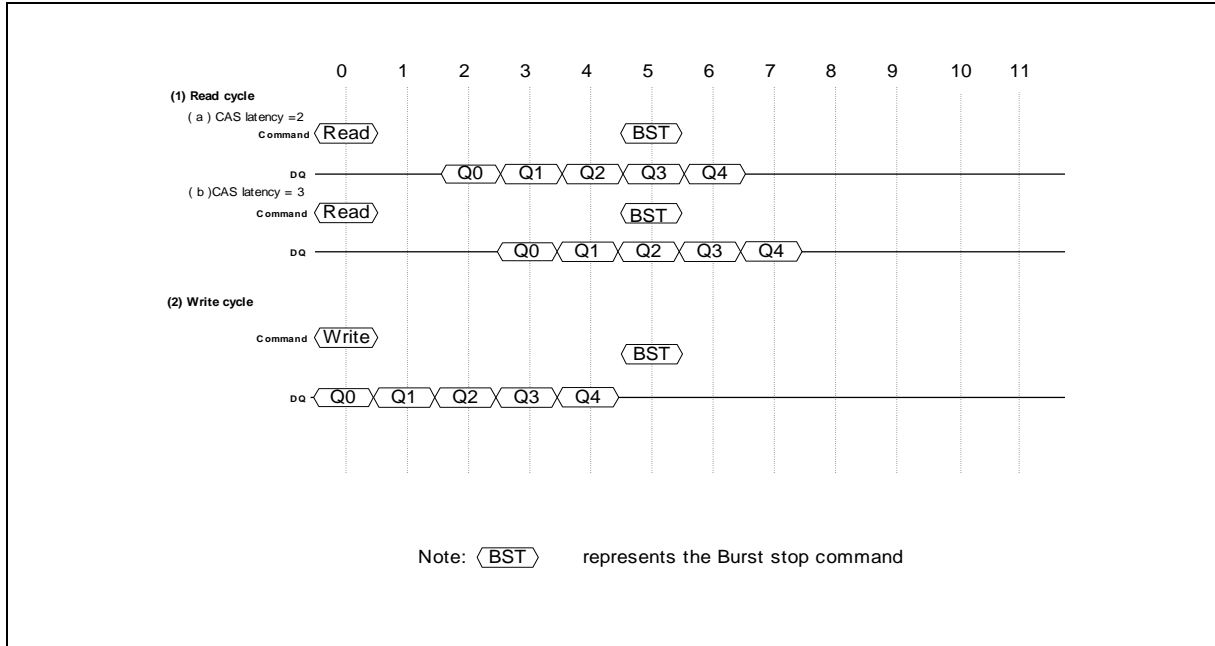 0 1 2 3 4 5 6 7 8 9 10 11
(1) Read cycle
( a ) CAS latency =2
Command Read BST
DQ Q0 Q1 Q2 Q3 Q4
( b )CAS latency = 3
Command Read BST
DQ Q0 Q1 Q2 Q3 Q4
(2) Write cycle
Command Write BST
DQ Q0 Q1 Q2 Q3 Q4
Note: BST represents the Burst stop command